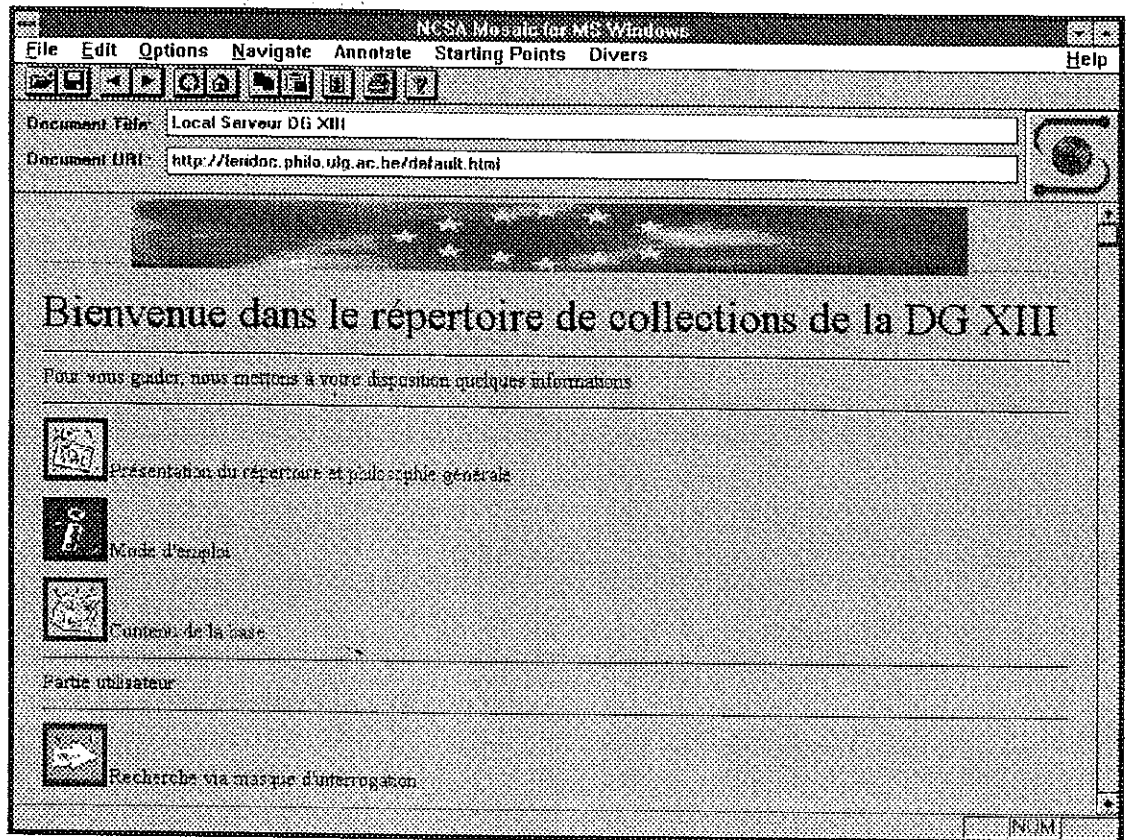 NCSA Mosaic for MS Windows
File Edit Options Navigate Annotate Starting Points Divers Help
Document Title: Local Serveur DG XIII
Document URL: http://lendoc.philo.ulg.ac.be/default.html
Bienvenue dans le répertoire de collections de la DG XIII
Pour vous guider, nous mettons à votre disposition quelques informations
Présentation du répertoire et philosophie générale
Mode d'emploi
Contenu de la base
Partie utilisateur
Recherche via masque d'interrogation
NUM